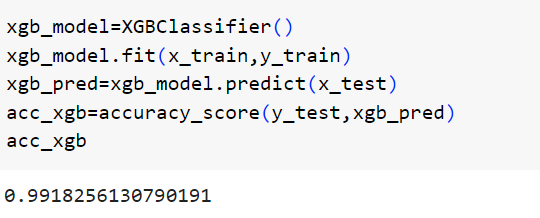 xgb_model=XGBClassifier()
xgb_model.fit(x_train,y_train)
xgb_pred=xgb_model.predict(x_test)
acc_xgb=accuracy_score(y_test,xgb_pred)
acc_xgb
0.9918256130790191